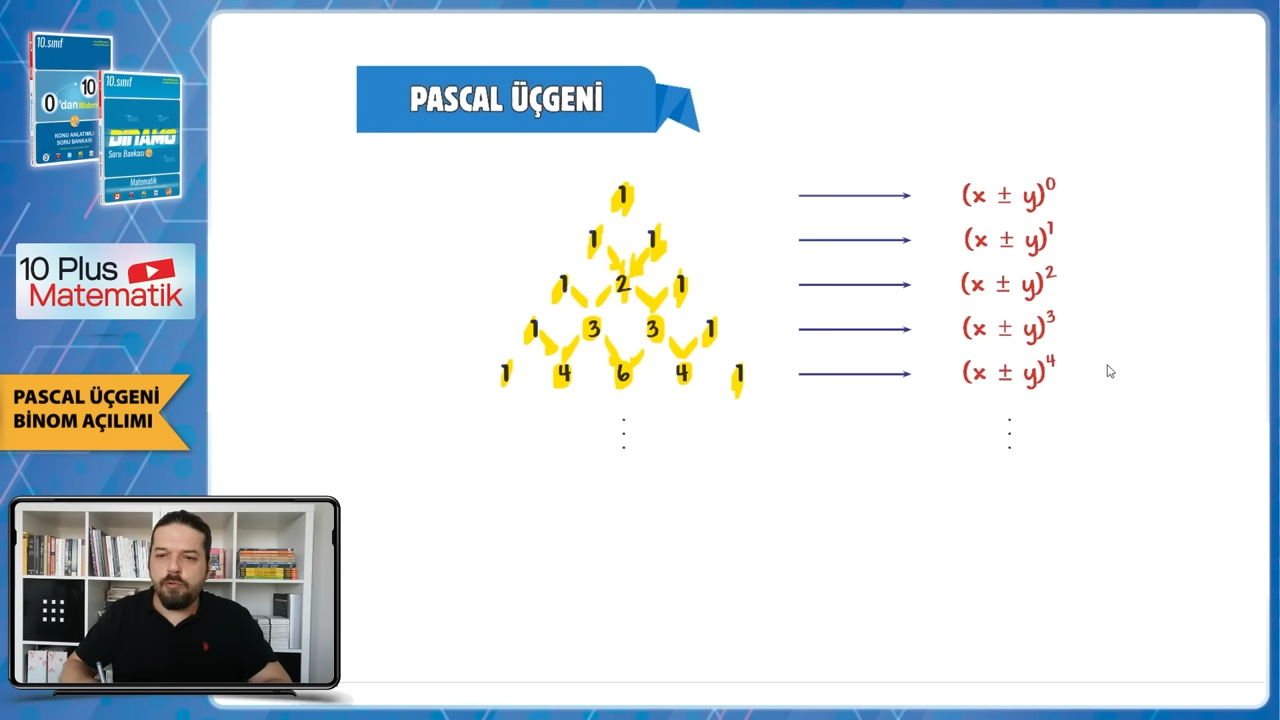 10.sınıf
0'dan 10
Matem
KONU ANLATIMLI
SORU BANKASI
10.sınıf
DİNAMO
Soru Bankası
Matematik
10 Plus
Matematik
PASCAL ÜÇGENİ
BİNOM AÇILIMI
PASCAL ÜÇGENİ
1 (x ± y)⁰
1 1 (x ± y)¹
1 2 1 (x ± y)²
1 3 3 1 (x ± y)³
1 4 6 4 1 (x ± y)⁴